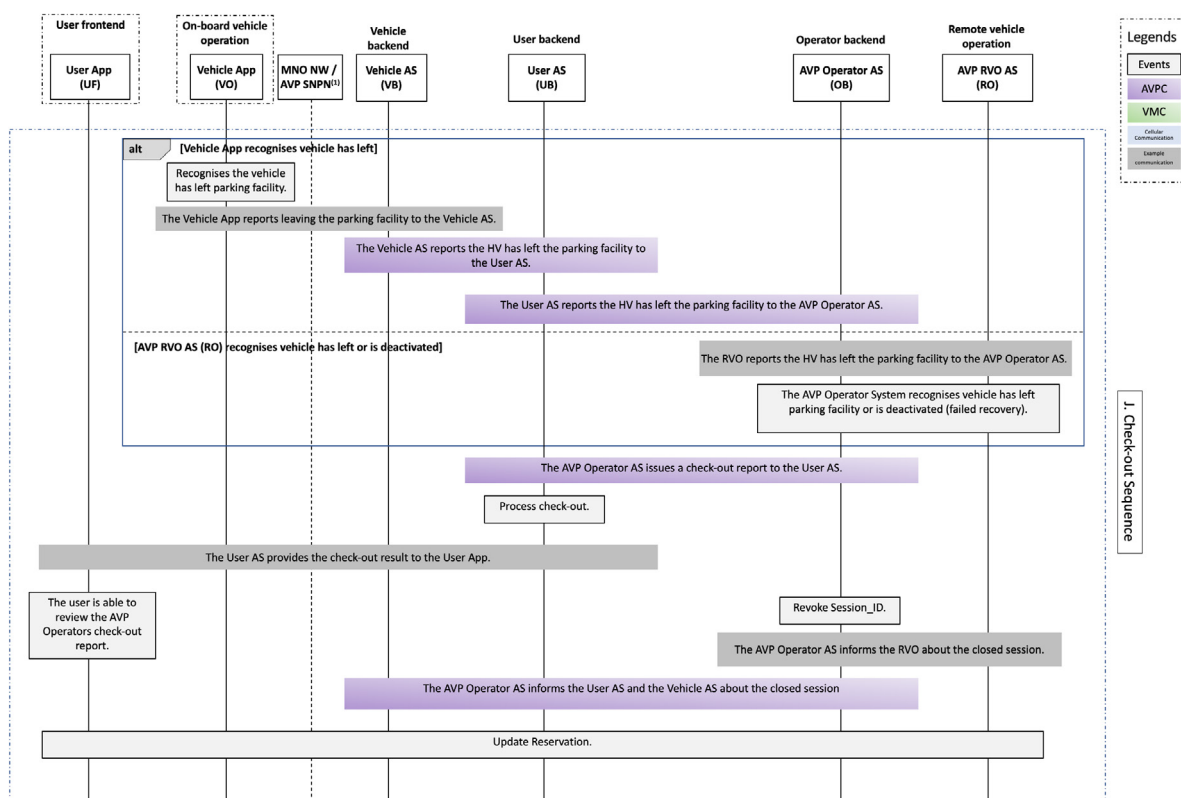 User frontend
On-board vehicle
operation
Vehicle
backend
User backend
Operator backend
Remote vehicle
operation
User App
(UF)
Vehicle App
(VO)
MNO NW /
AVP SNPN(1)
Vehicle AS
(VB)
User AS
(UB)
AVP Operator AS
(OB)
AVP RVO AS
(RO)
Legends
Events
AVPC
VMC
Cellular
Communication
Example
communication
alt
[Vehicle App recognises vehicle has left]
Recognises the vehicle
has left parking facility.
The Vehicle App reports leaving the parking facility to the Vehicle AS.
The Vehicle AS reports the HV has left the parking facility to
the User AS.
The User AS reports the HV has left the parking facility to the AVP Operator AS.
[AVP RVO AS (RO) recognises vehicle has left or is deactivated]
The RVO reports the HV has left the parking facility to the AVP Operator AS.
The AVP Operator System recognises vehicle has left
parking facility or is deactivated (failed recovery).
The AVP Operator AS issues a check-out report to the User AS.
Process check-out.
The User AS provides the check-out result to the User App.
The user is able to
review the AVP
Operators check-out
report.
Revoke Session_ID.
The AVP Operator AS informs the RVO about the closed session.
The AVP Operator AS informs the User AS and the Vehicle AS about the closed session
Update Reservation.
J. Check-out Sequence